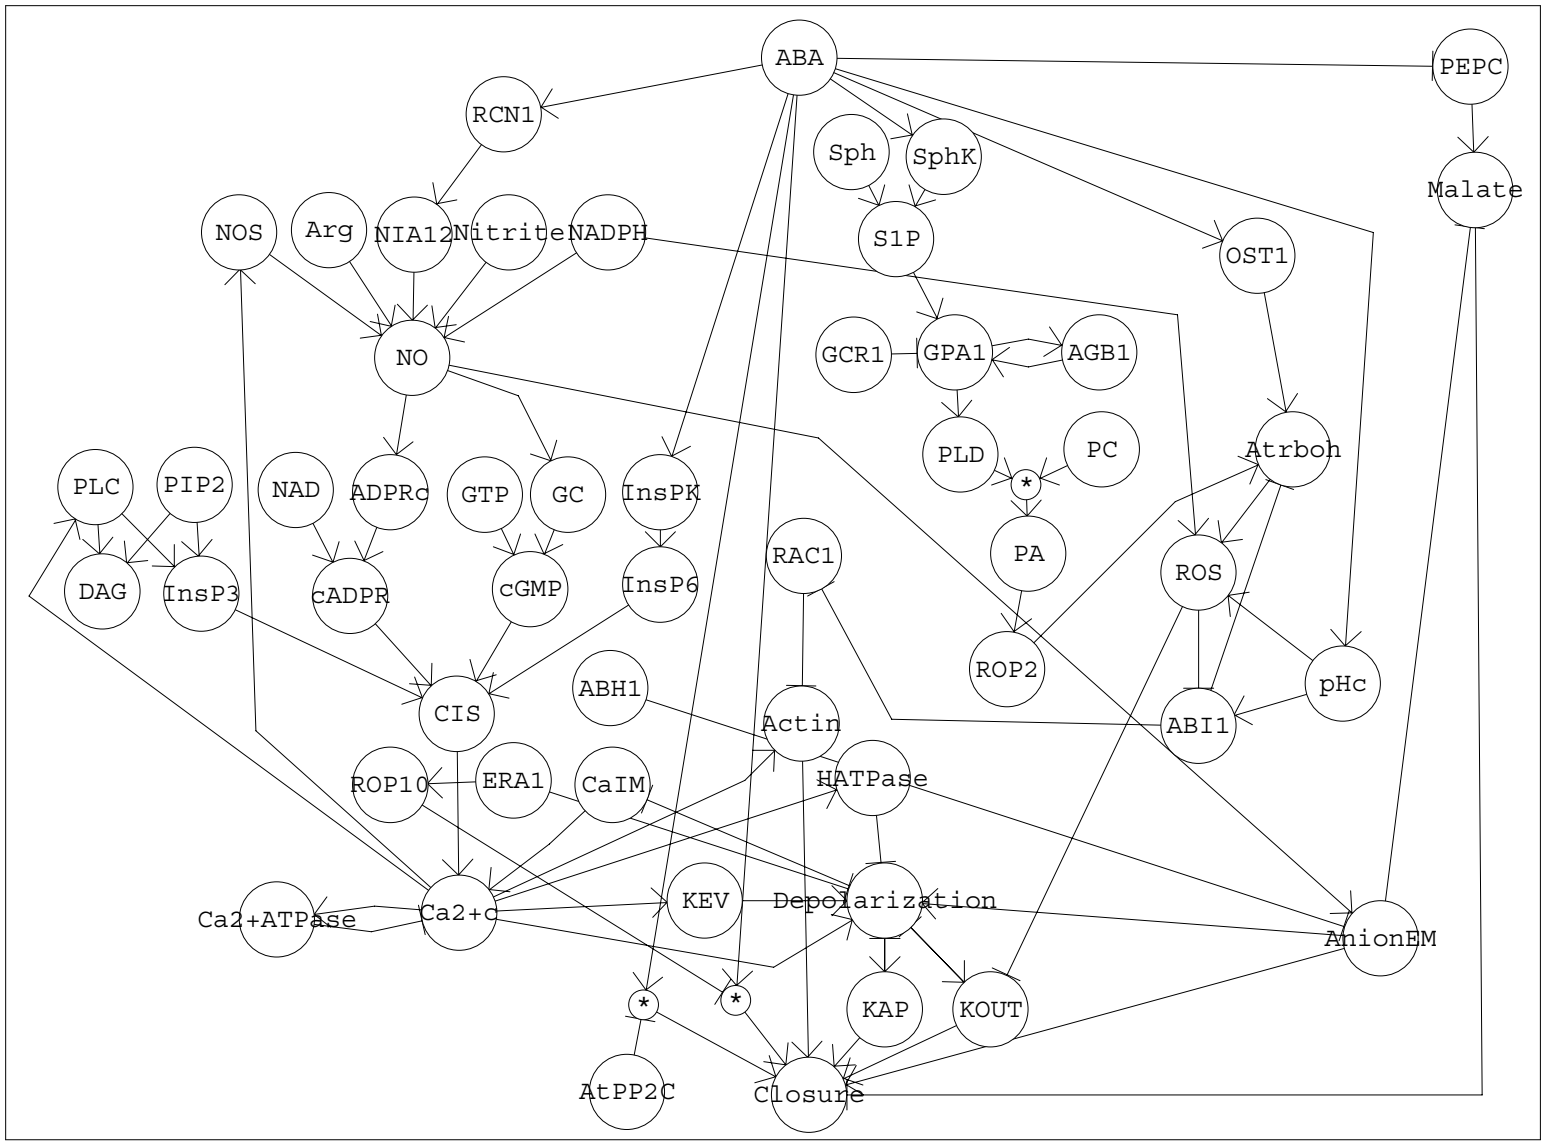 ABA
PEPC
RCN1
Sph
SphK
Malate
NOS
Arg
NIA12
Nitrite
NADPH
S1P
OST1
NO
GCR1
GPA1
AGB1
PLC
PIP2
NAD
ADPRc
GTP
GC
InsPK
PLD
PC
Atrboh
*
DAG
InsP3
cADPR
cGMP
InsP6
RAC1
PA
ROS
ABH1
ROP2
pHc
CIS
Actin
ABI1
ROP10
ERA1
CaIM
HATPase
Ca2+ATPase
Ca2+c
KEV
Depolarization
AnionEM
*
*
KAP
KOUT
AtPP2C
Closure